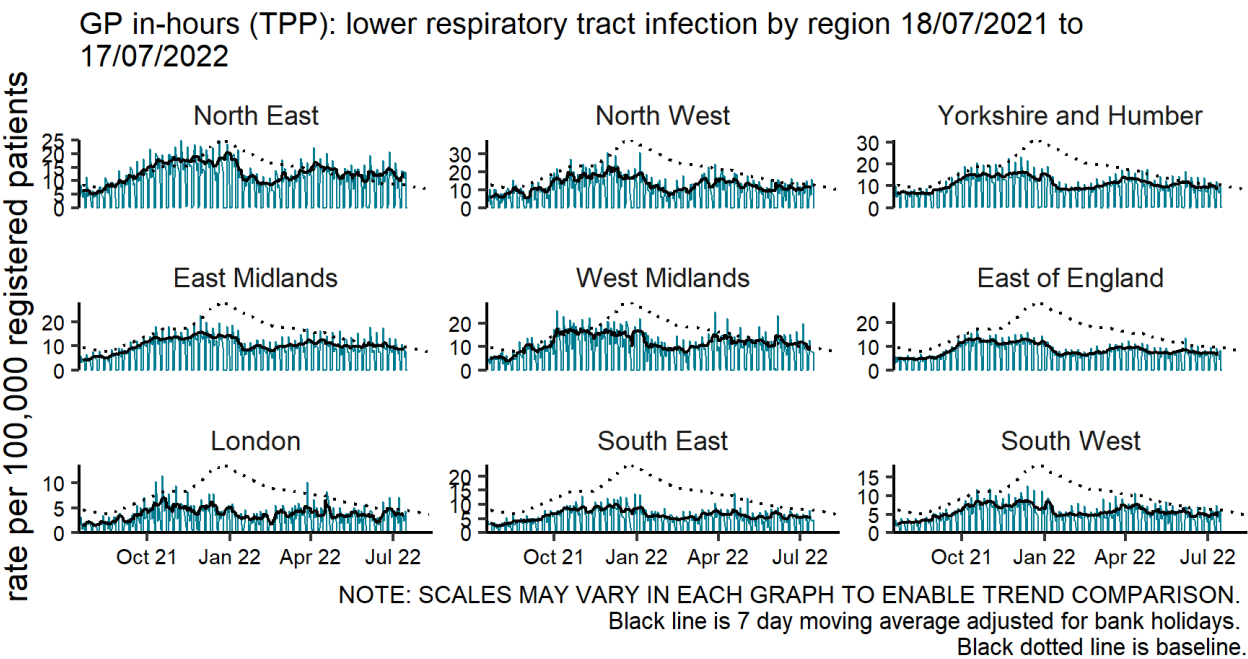 GP in-hours (TPP): lower respiratory tract infection by region 18/07/2021 to
17/07/2022
rate per 100,000 registered patients
North East
25
20
15
10
5
0
North West
30
20
10
0
Yorkshire and Humber
30
20
10
0
East Midlands
20
10
0
West Midlands
20
10
0
East of England
20
10
0
London
10
5
0
Oct 21 Jan 22 Apr 22 Jul 22
South East
20
15
10
5
0
Oct 21 Jan 22 Apr 22 Jul 22
South West
15
10
5
0
Oct 21 Jan 22 Apr 22 Jul 22
NOTE: SCALES MAY VARY IN EACH GRAPH TO ENABLE TREND COMPARISON.
Black line is 7 day moving average adjusted for bank holidays.
Black dotted line is baseline.